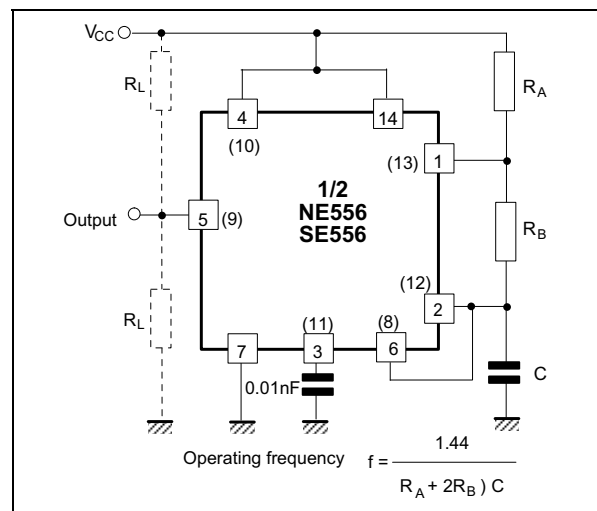 VCC
RL
4
14
RA
(10)
(13)
1
1/2
NE556
SE556
Output
5
(9)
RB
(12)
2
RL
(11)
(8)
7
3
6
C
0.01nF
Operating frequency f = 1.44
RA + 2RB ) C